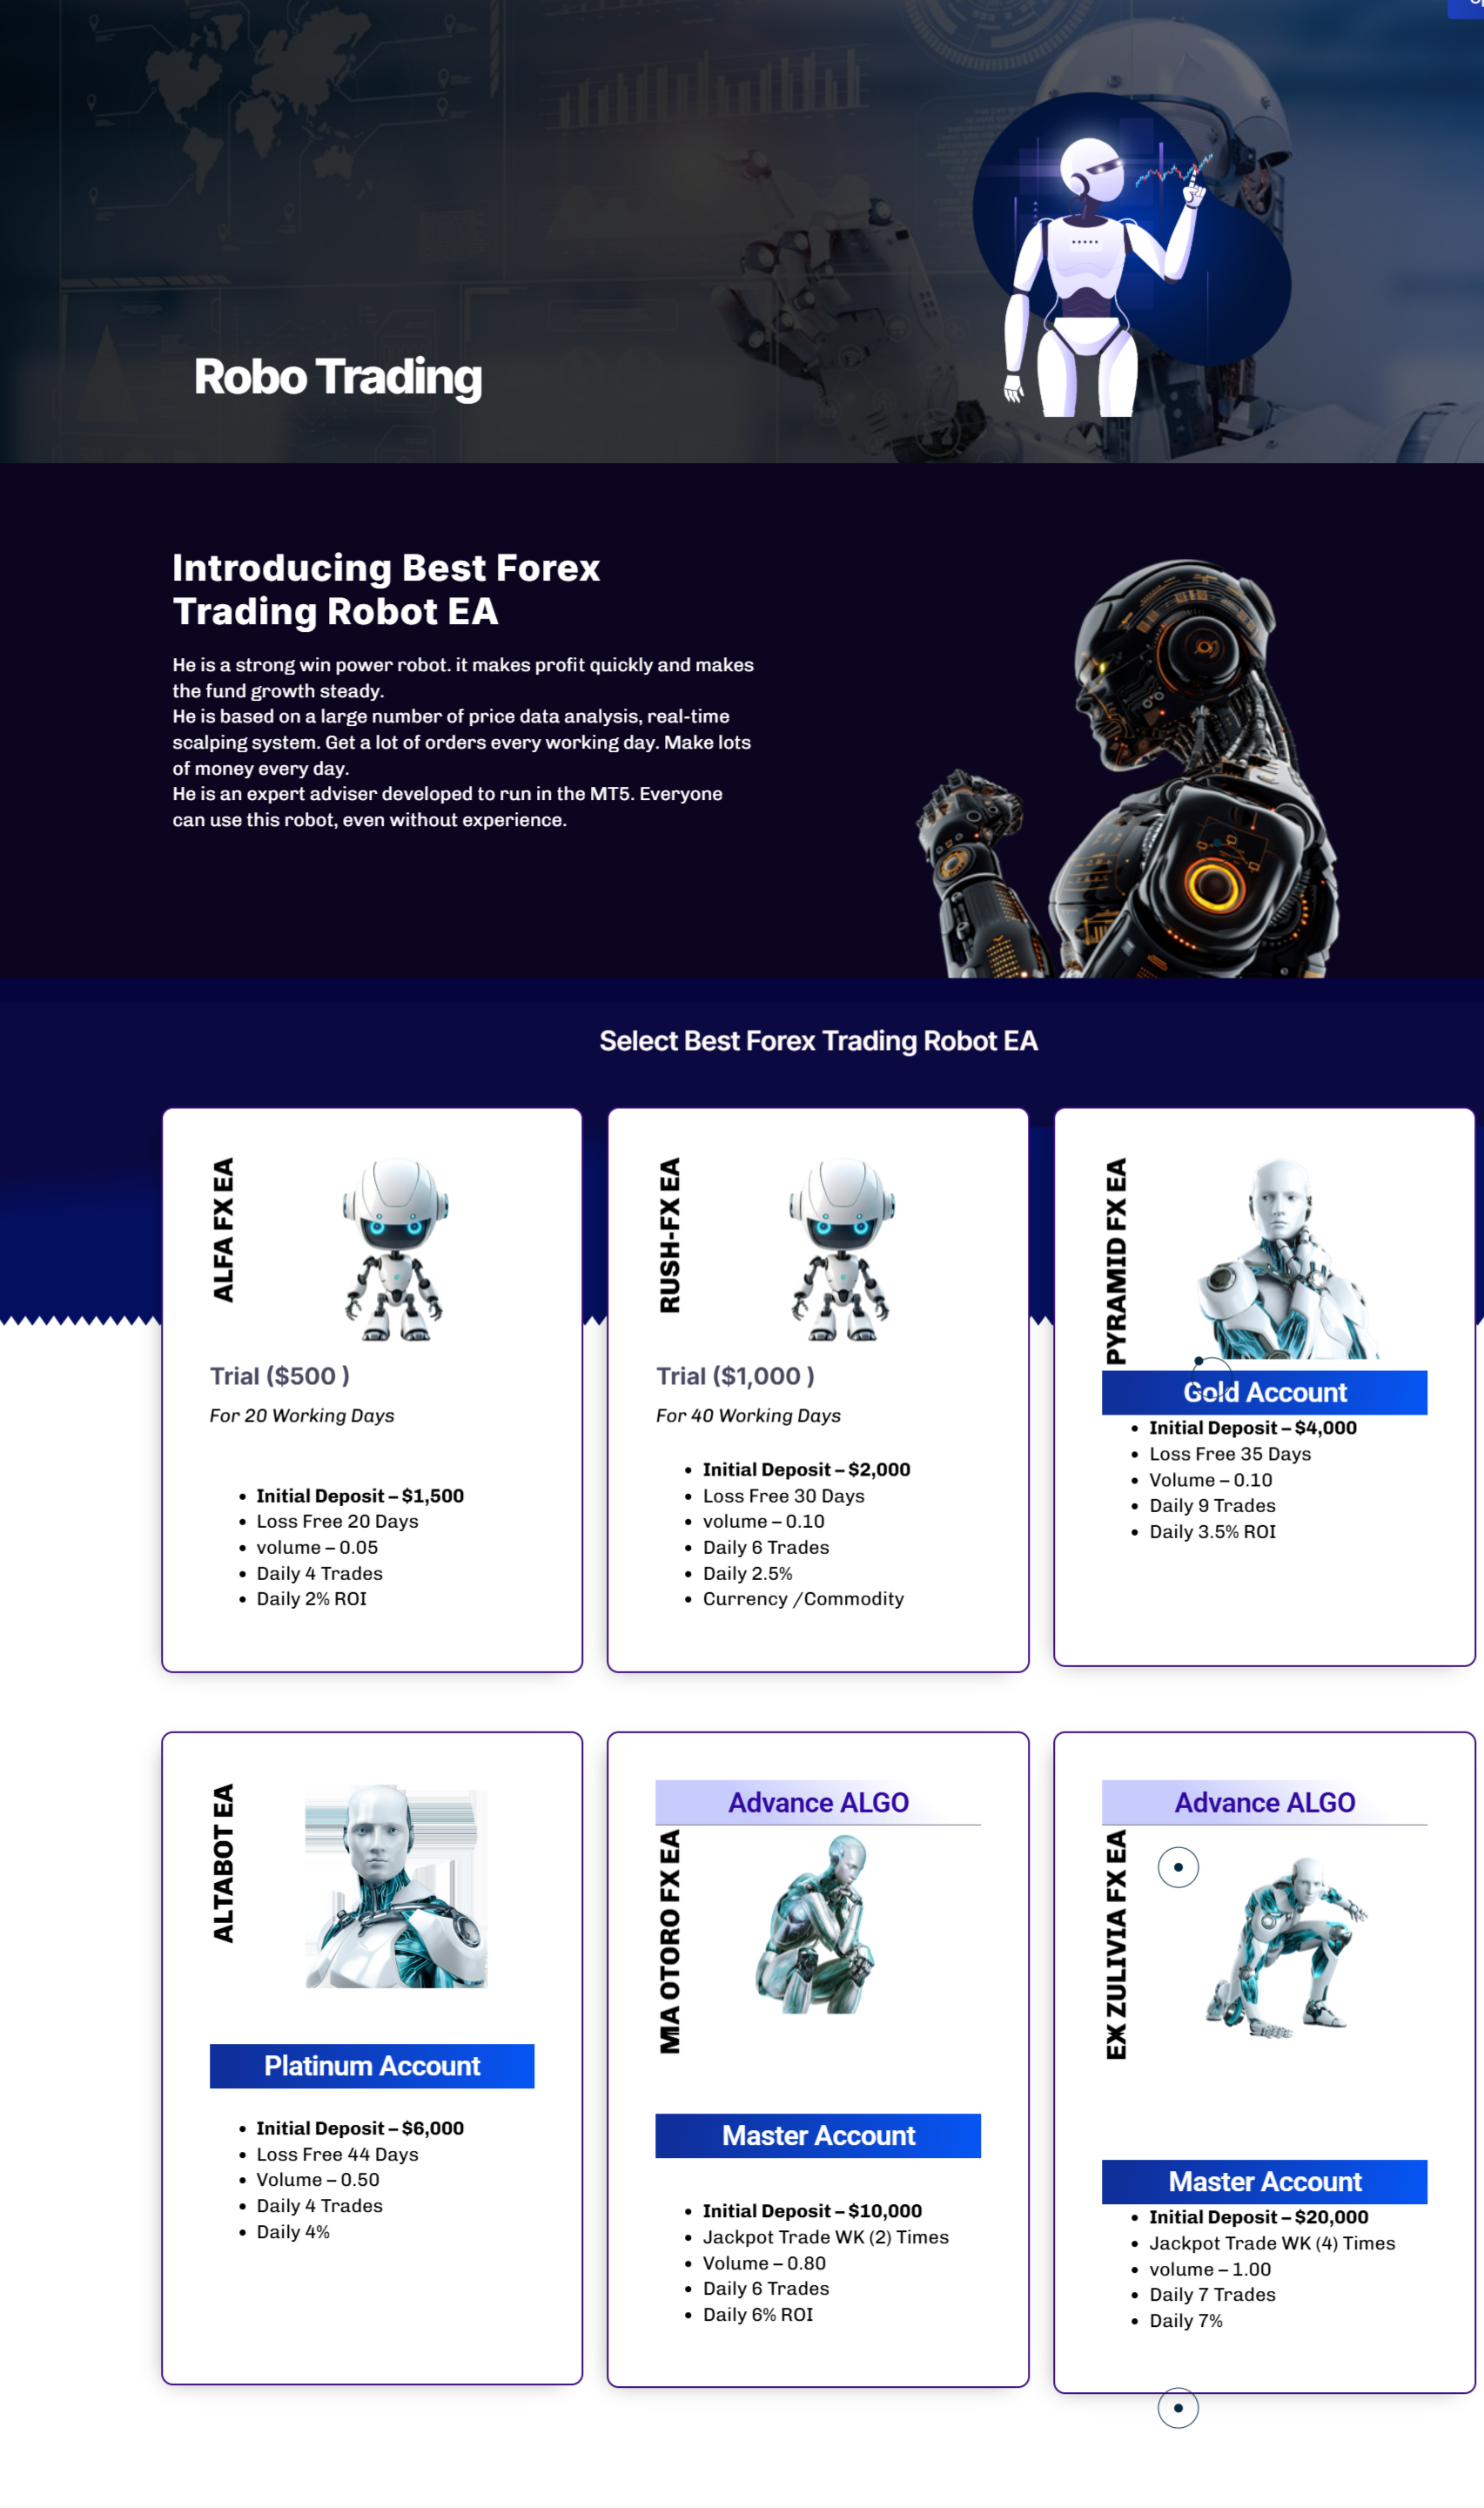 Robo Trading
Introducing Best Forex
Trading Robot EA
He is a strong win power robot. it makes profit quickly and makes
the fund growth steady.
He is based on a large number of price data analysis, real-time
scalping system. Get a lot of orders every working day. Make lots
of money every day.
He is an expert adviser developed to run in the MT5. Everyone
can use this robot, even without experience.
Select Best Forex Trading Robot EA
ALFA FX EA
Trial ($500 )
For 20 Working Days
• Initial Deposit – $1,500
• Loss Free 20 Days
• volume – 0.05
• Daily 4 Trades
• Daily 2% ROI
RUSH-FX EA
Trial ($1,000 )
For 40 Working Days
• Initial Deposit – $2,000
• Loss Free 30 Days
• volume – 0.10
• Daily 6 Trades
• Daily 2.5%
• Currency /Commodity
PYRAMID FX EA
Gold Account
• Initial Deposit – $4,000
• Loss Free 35 Days
• Volume – 0.10
• Daily 9 Trades
• Daily 3.5% ROI
ALTABOT EA
Platinum Account
• Initial Deposit – $6,000
• Loss Free 44 Days
• Volume – 0.50
• Daily 4 Trades
• Daily 4%
Advance ALGO
MA OTORO FX EA
Master Account
• Initial Deposit – $10,000
• Jackpot Trade WK (2) Times
• Volume – 0.80
• Daily 6 Trades
• Daily 6% ROI
Advance ALGO
EX ZULIVIA FX EA
Master Account
• Initial Deposit – $20,000
• Jackpot Trade WK (4) Times
• volume – 1.00
• Daily 7 Trades
• Daily 7%